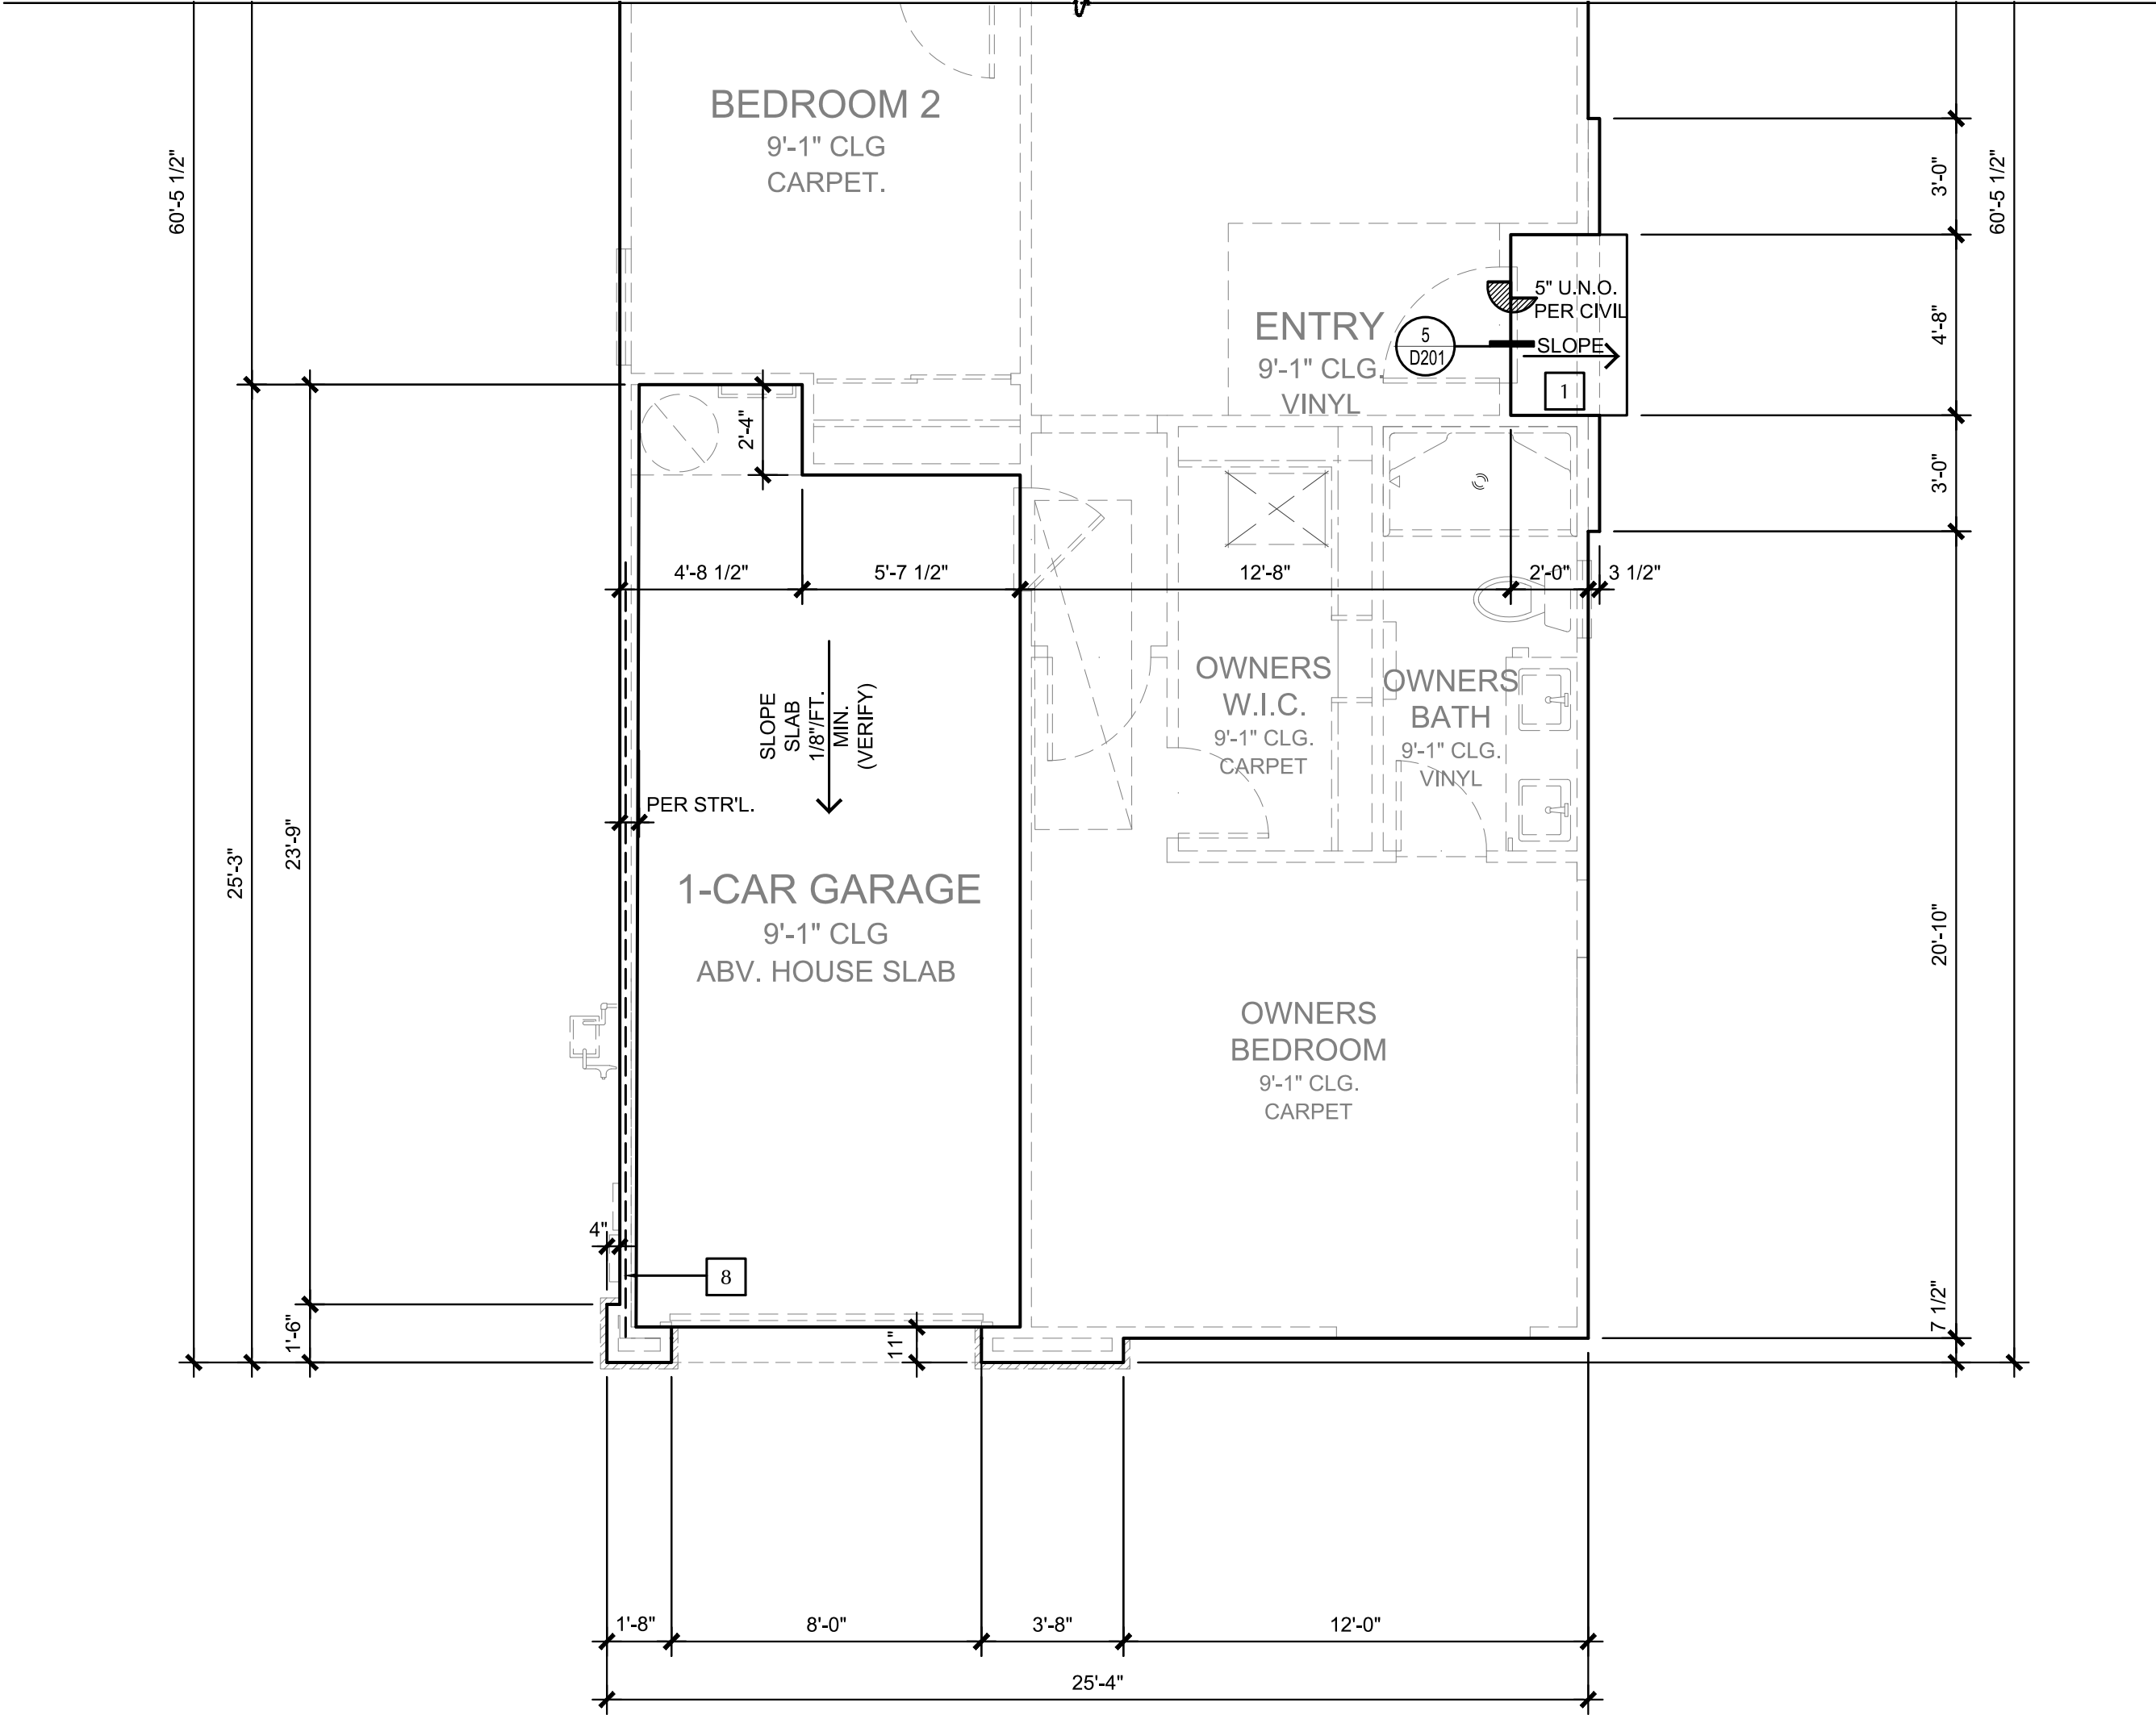 BEDROOM 2
9'-1" CLG
CARPET.
60'-5 1/2"
60'-5 1/2"
3'-0"
4'-8"
3'-0"
5" U.N.O.
PER CIVIL
SLOPE
1
5
D201
ENTRY
9'-1" CLG.
VINYL
2'-4"
4'-8 1/2"
5'-7 1/2"
12'-8"
2'-0"
3 1/2"
SLOPE
SLAB
1/8"/FT.
MIN.
(VERIFY)
PER STR'L.
OWNERS
W.I.C.
9'-1" CLG.
CARPET
OWNERS
BATH
9'-1" CLG.
VINYL
25'-3"
23'-9"
20'-10"
1-CAR GARAGE
9'-1" CLG
ABV. HOUSE SLAB
OWNERS
BEDROOM
9'-1" CLG.
CARPET
4"
8
1'-6"
11"
7 1/2"
1'-8"
8'-0"
3'-8"
12'-0"
25'-4"